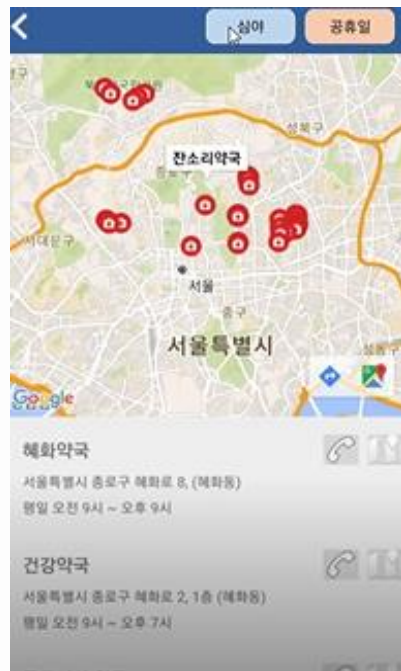 심야
공휴일
성북구
잔소리약국
종로구
서대문구
서울
중구
서울특별시
Google
혜화약국
서울특별시 종로구 혜화로 8, (혜화동)
평일 오전 9시 ~ 오후 9시
건강약국
서울특별시 종로구 혜화로 2, 1층 (혜화동)
평일 오전 9시 ~ 오후 7시